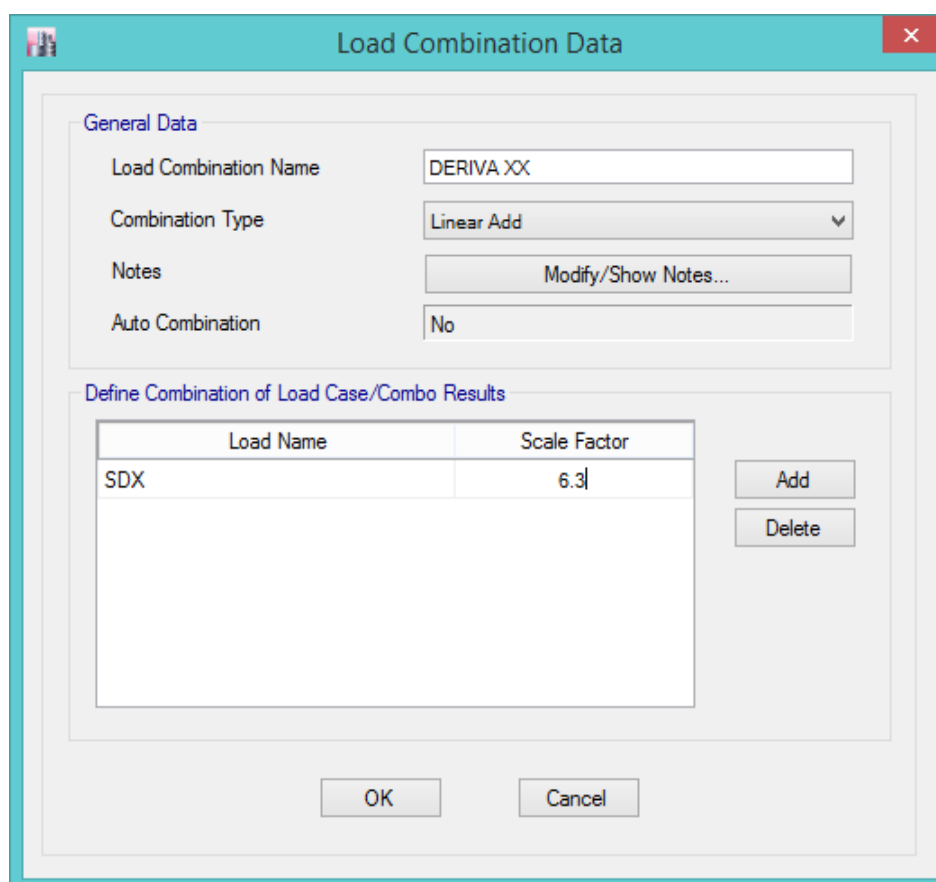 Load Combination Data
General Data
Load Combination Name DERIVA XX
Combination Type Linear Add
Notes Modify/Show Notes...
Auto Combination No
Define Combination of Load Case/Combo Results
Load Name Scale Factor
SDX 6.3 Add
Delete
OK Cancel